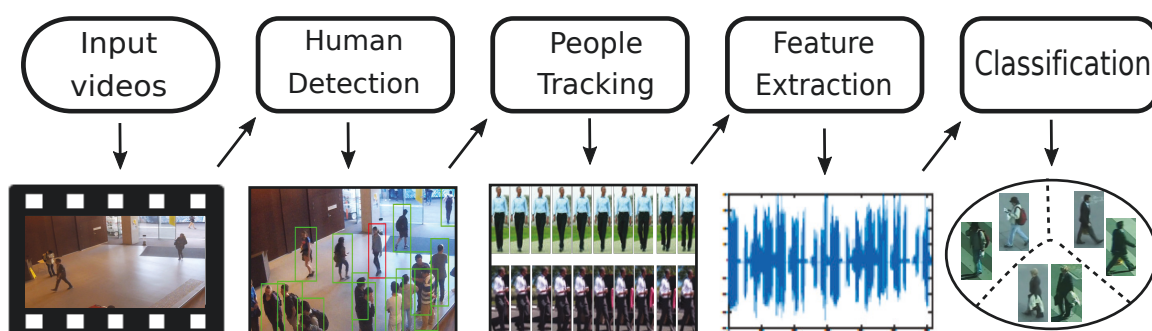 Input
videos
Human
Detection
People
Tracking
Feature
Extraction
Classification